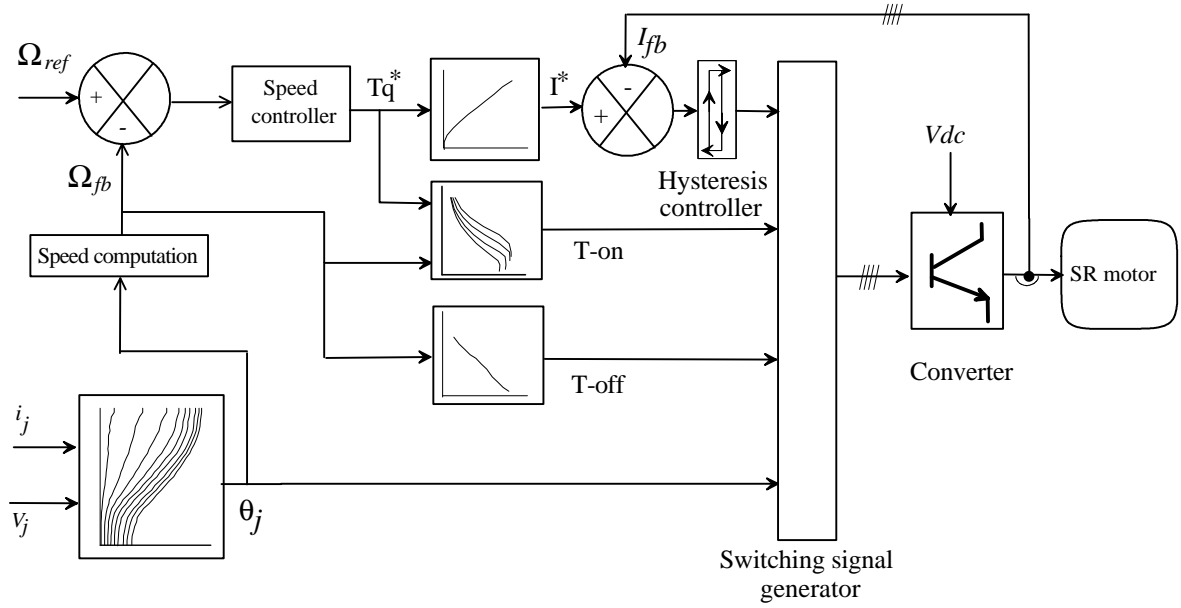 Ω_ref
+
-
Speed
controller
Tq*
I*
I_fb
-
+
Hysteresis
controller
Vdc
Ω_fb
Speed computation
T-on
SR motor
T-off
Converter
i_j
V_j
θ_j
Switching signal
generator